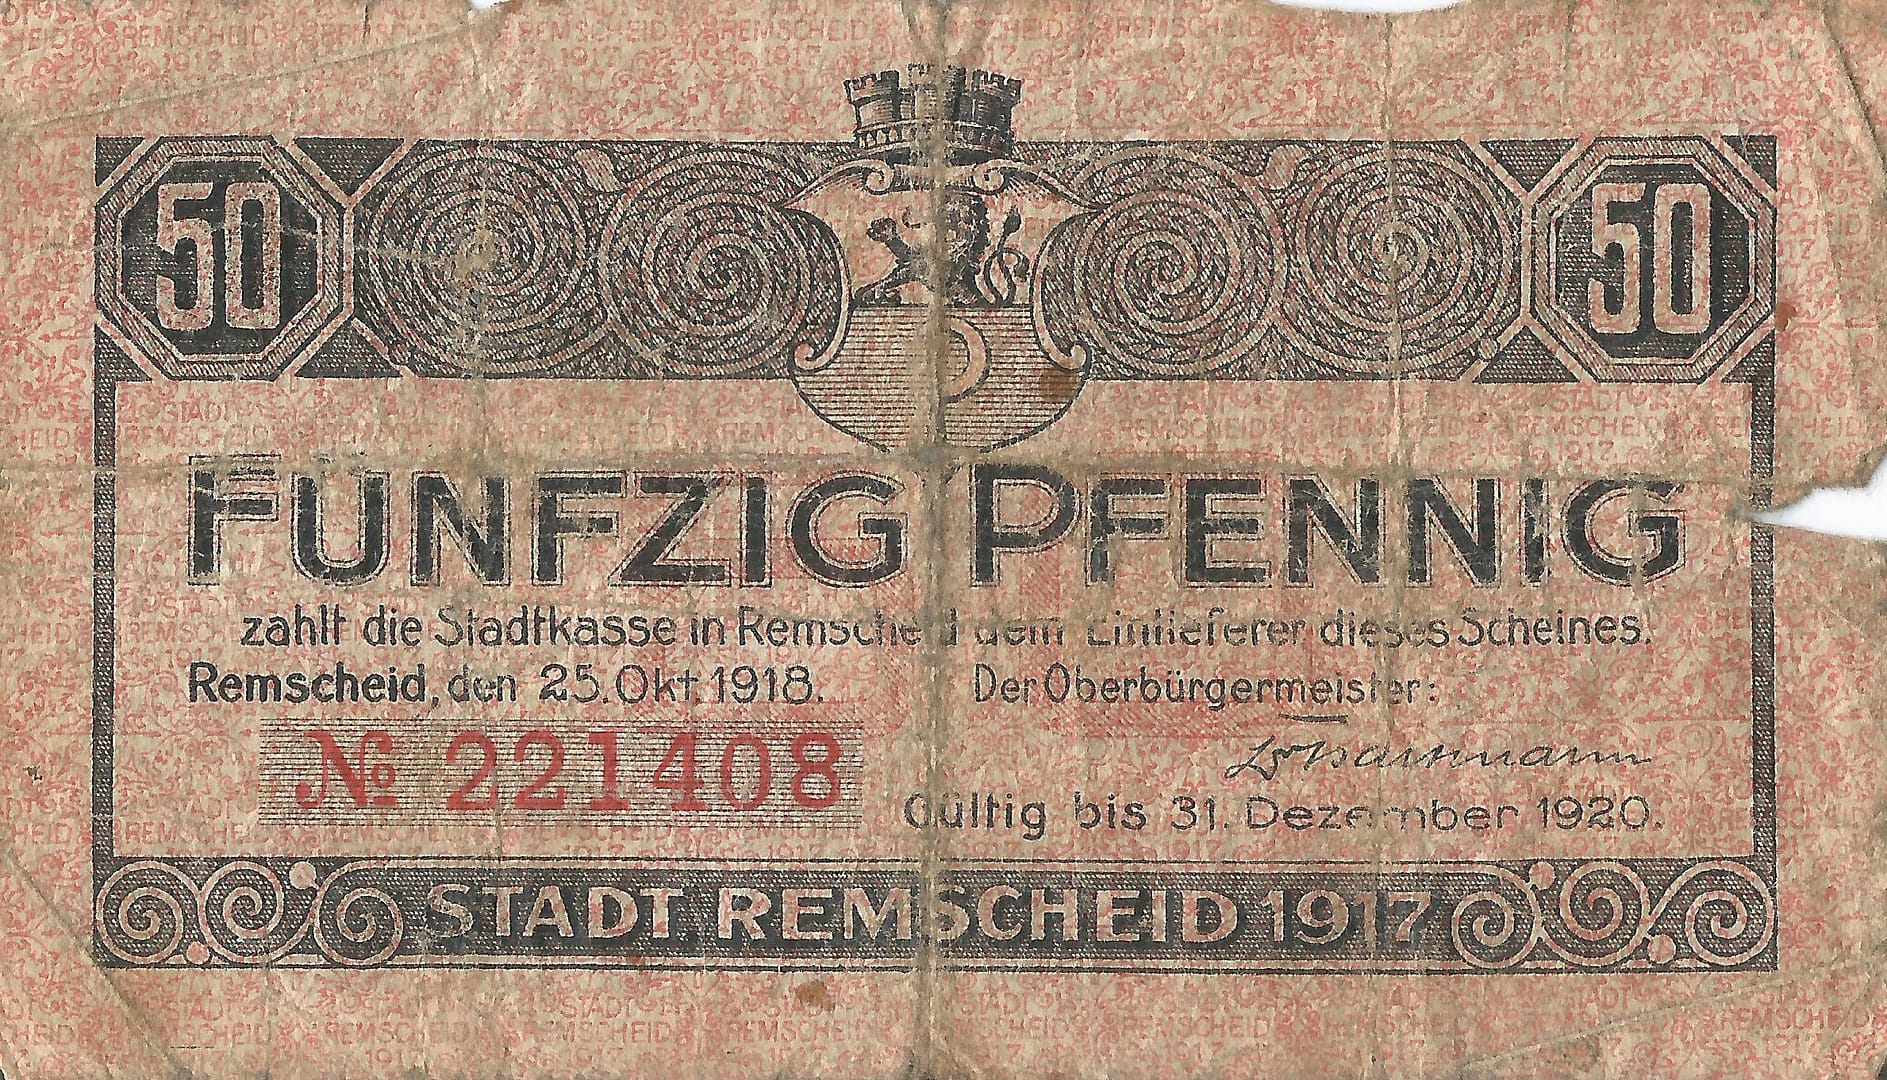 50 50
FÜNFZIG PFENNIG
zahlt die Stadtkasse in Remscheid dem Einlieferer dieses Scheines.
Remscheid, den 25. Okt. 1918. Der Oberbürgermeister:
№ 221408
Gültig bis 31. Dezember 1920.
STADT REMSCHEID 1917